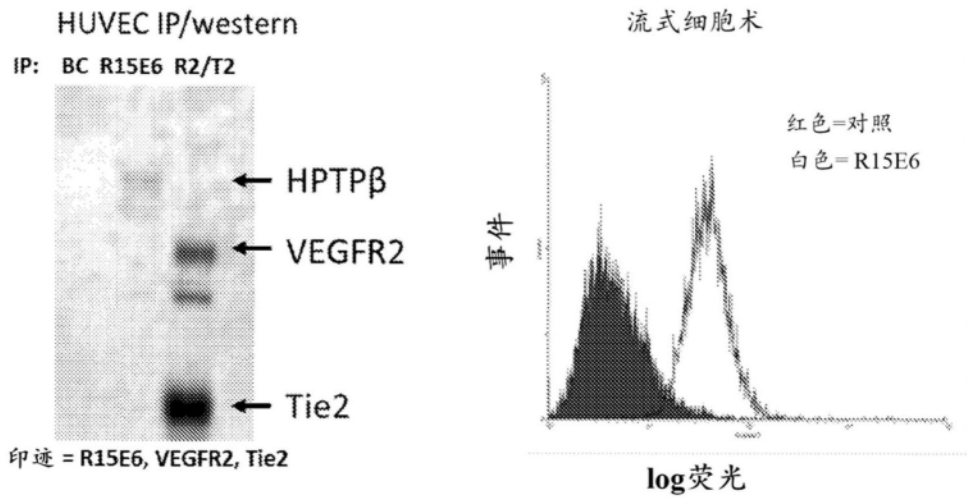 HUVEC IP/western
IP: BC R15E6 R2/T2
HPTPβ
VEGFR2
Tie2
印迹 = R15E6, VEGFR2, Tie2
流式细胞术
红色=对照
白色= R15E6
事件
log荧光